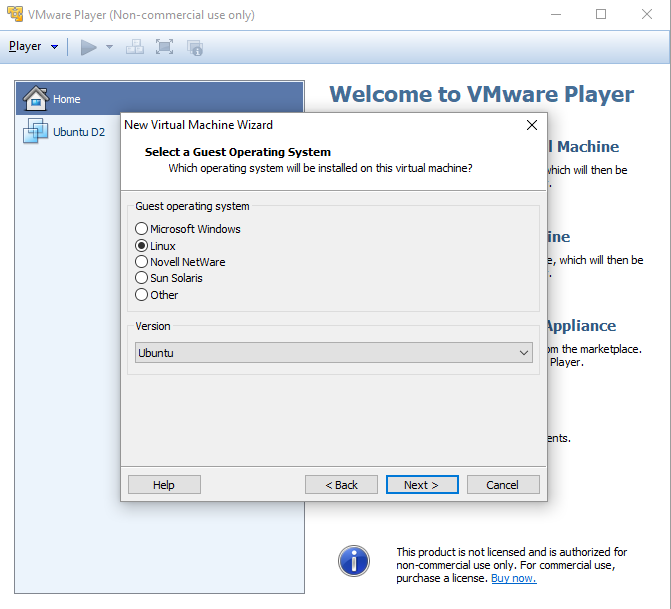 VMware Player (Non-commercial use only)
Player
Home
Ubuntu D2
Welcome to VMware Player
l Machine
which will then be
.
ine
e, which will then be
.
Appliance
om the marketplace.
Player.
ents.
New Virtual Machine Wizard
Select a Guest Operating System
Which operating system will be installed on this virtual machine?
Guest operating system
Microsoft Windows
Linux
Novell NetWare
Sun Solaris
Other
Version
Ubuntu
Help
< Back
Next >
Cancel
This product is not licensed and is authorized for
non-commercial use only. For commercial use,
purchase a license. Buy now.